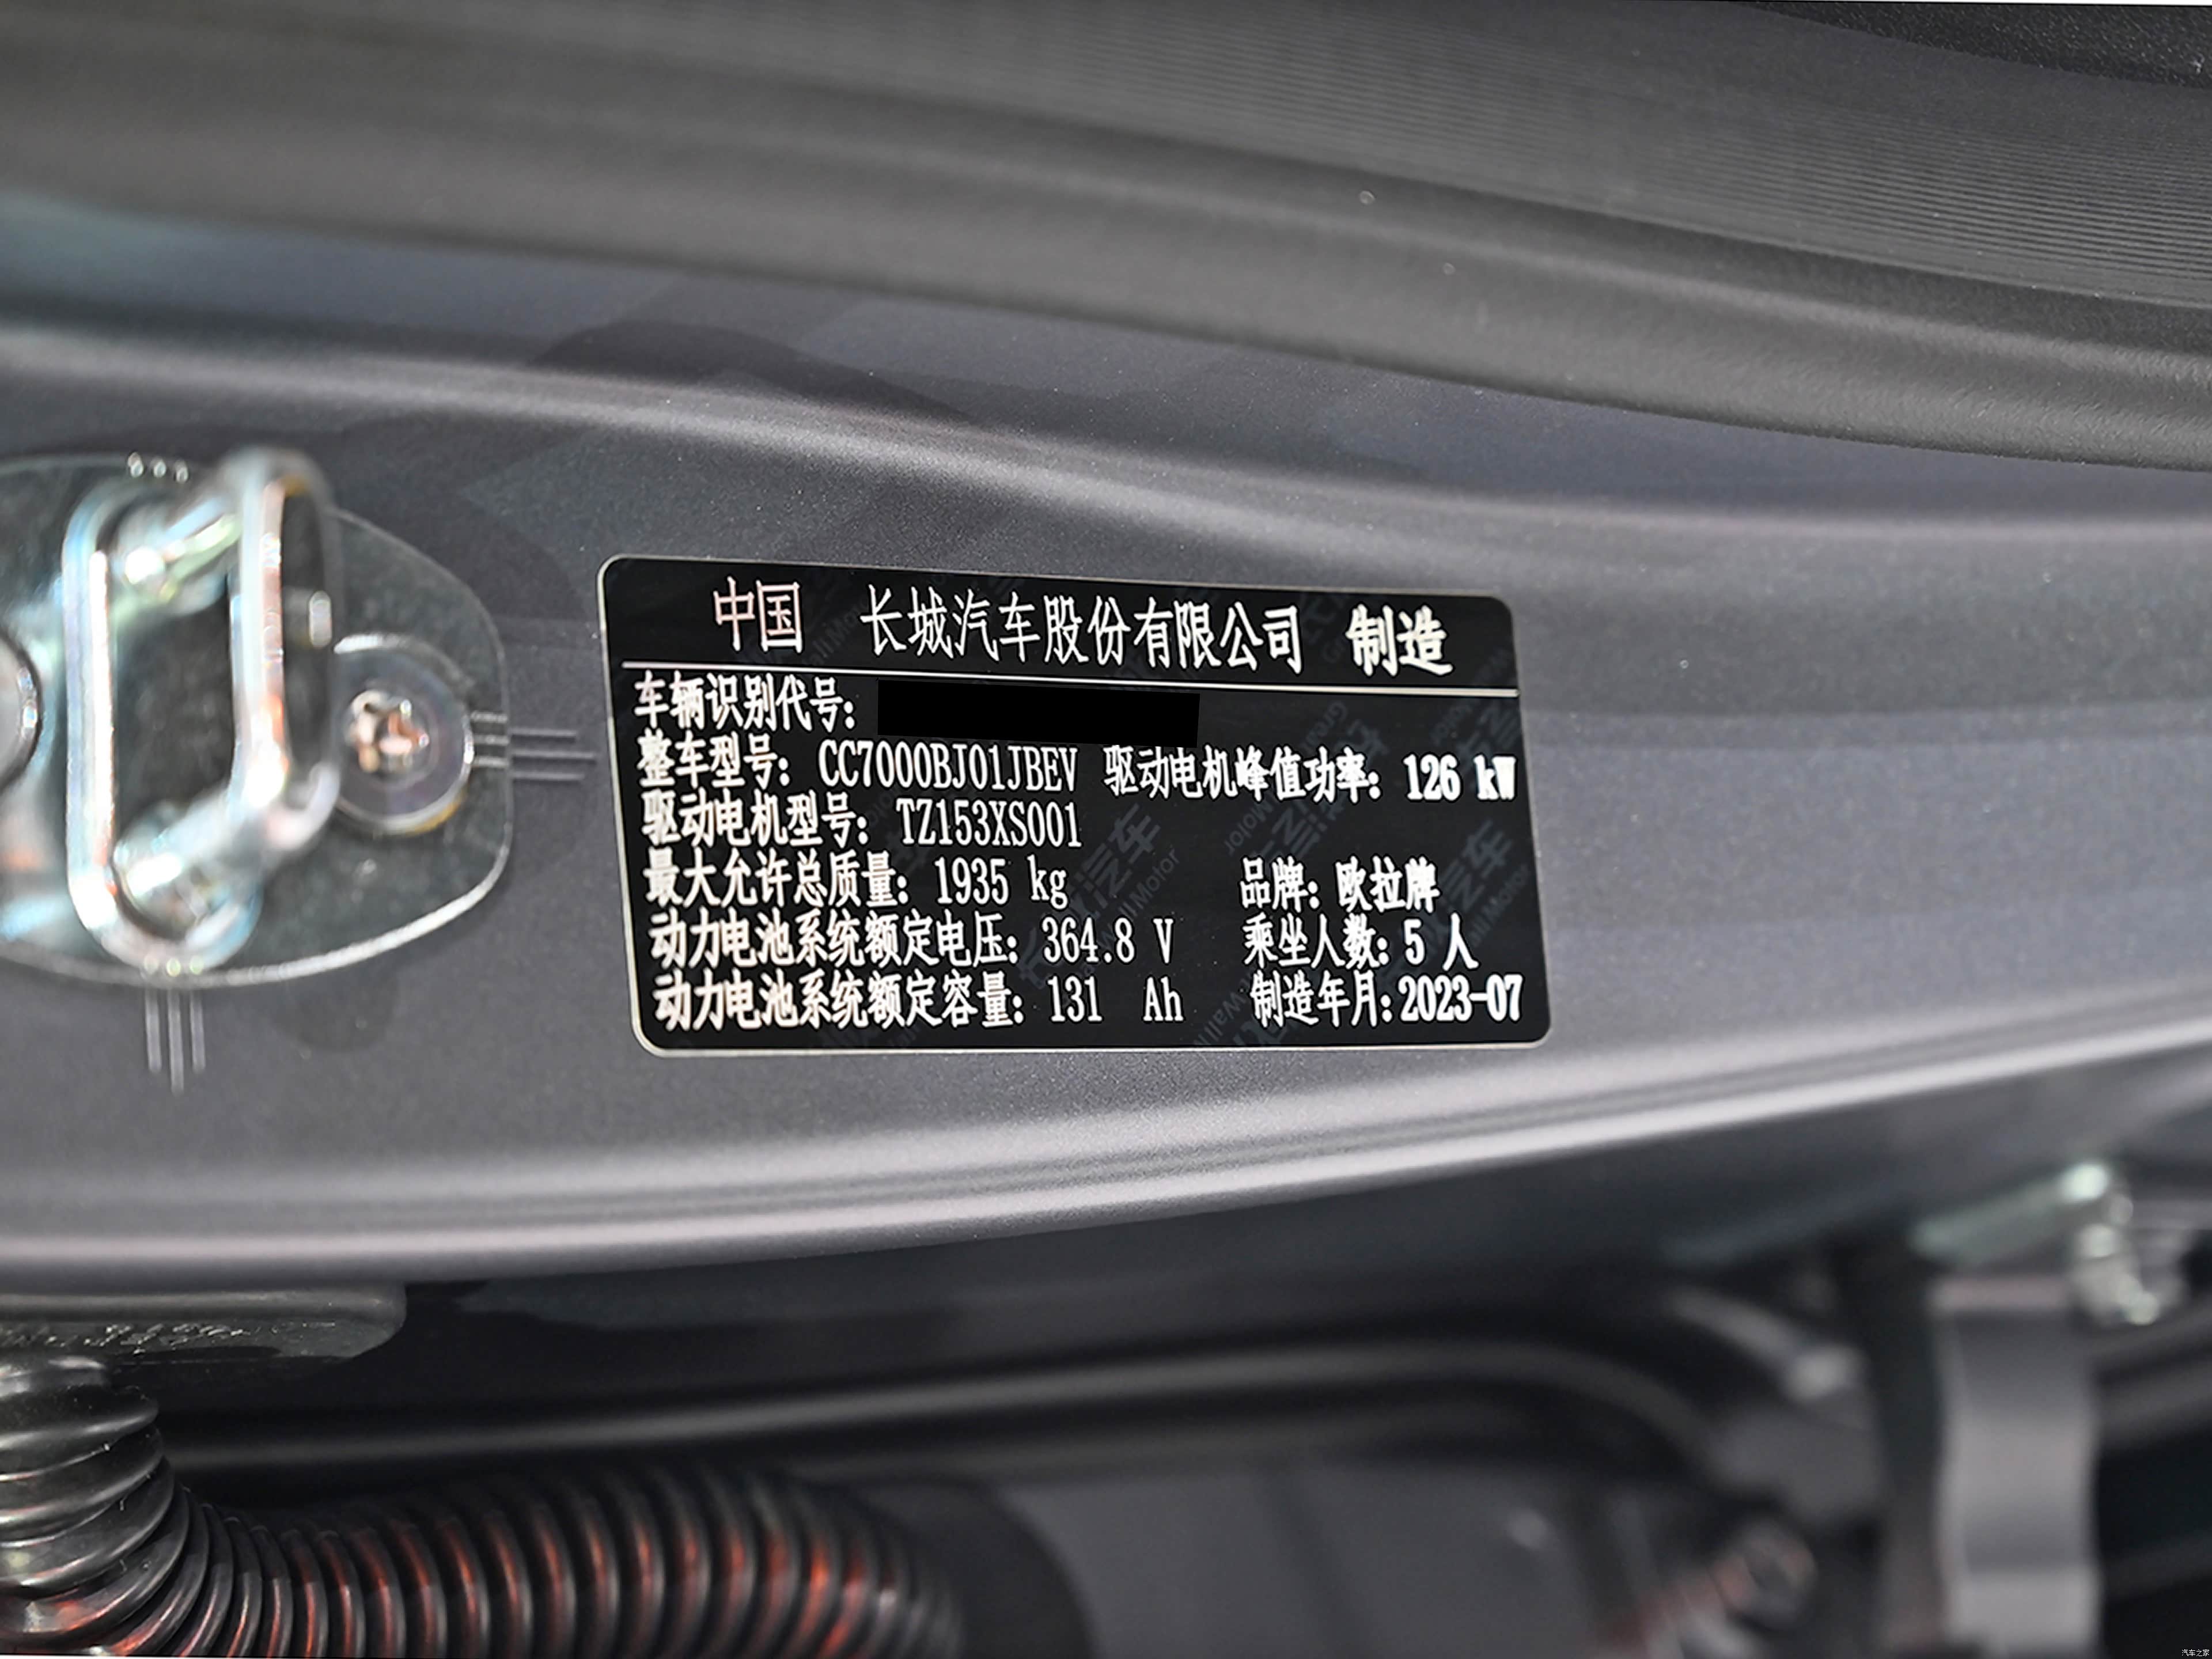 中国 长城汽车股份有限公司 制造
车辆识别代号:
整车型号: CC7000BJ01JBEV 驱动电机峰值功率: 126 kW
驱动电机型号: TZ153XS001
最大允许总质量: 1935 kg 品牌: 欧拉牌
动力电池系统额定电压: 364.8 V 乘坐人数: 5 人
动力电池系统额定容量: 131 Ah 制造年月: 2023-07
汽车之家